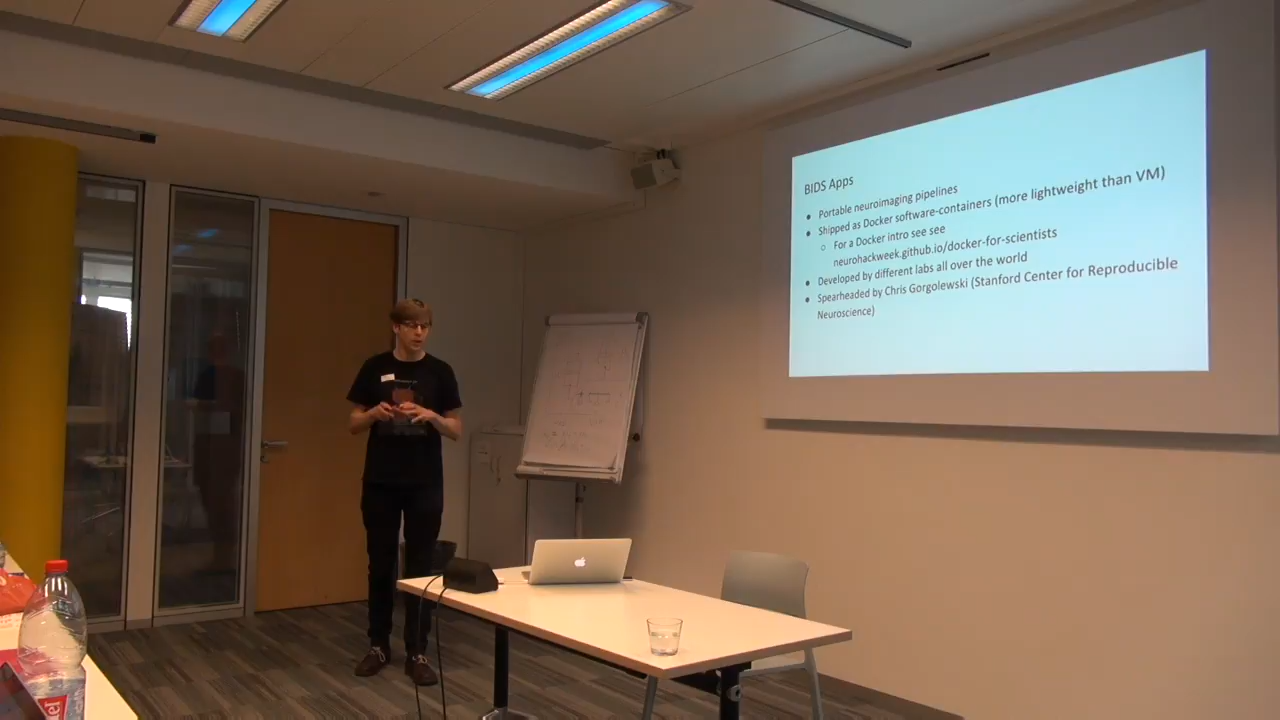 BIDS Apps
● Portable neuroimaging pipelines
● Shipped as Docker software-containers (more lightweight than VM)
○ For a Docker intro see see
neurohackweek.github.io/docker-for-scientists
● Developed by different labs all over the world
● Spearheaded by Chris Gorgolewski (Stanford Center for Reproducible
Neuroscience)